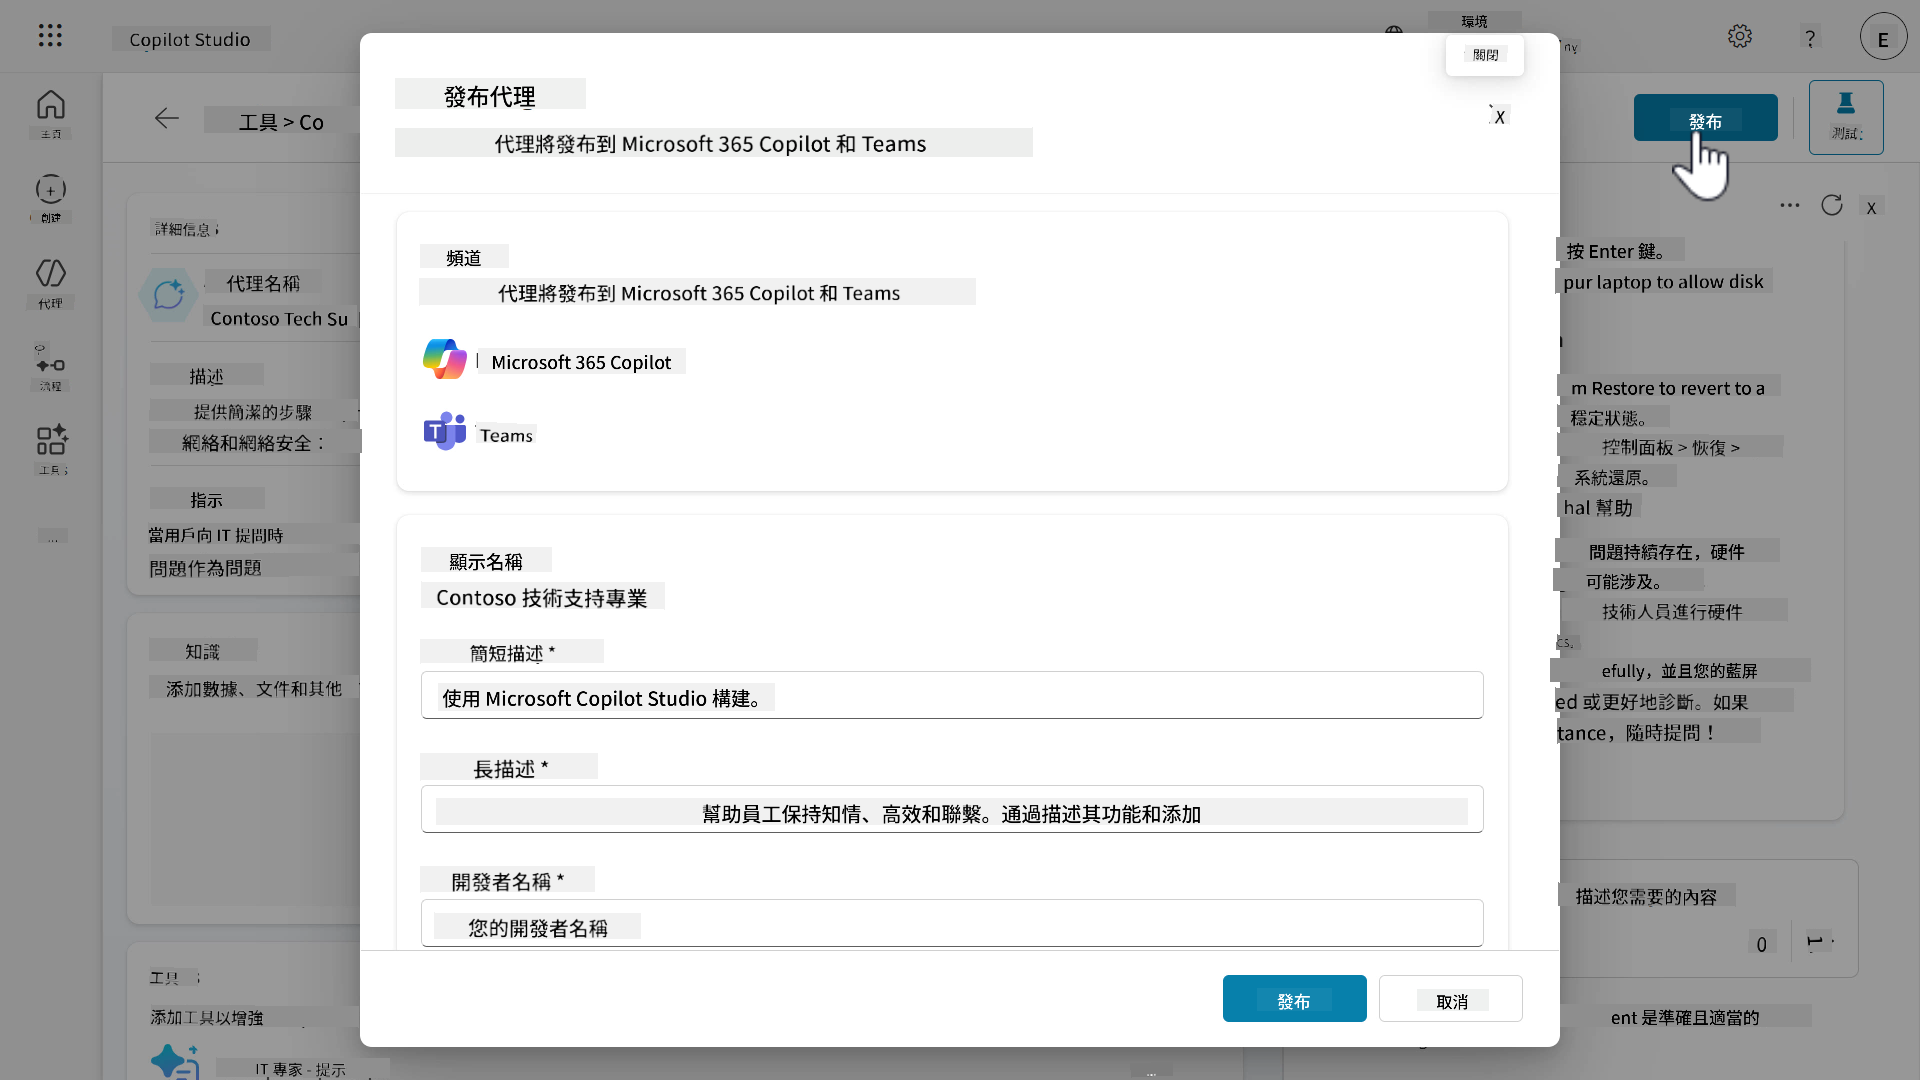 Copilot Studio
環境
關閉
?
E
主頁
創建
代理
流程
工具
...
工具 > Co
發布
測試
詳細信息
代理名稱
Contoso Tech Su
描述
提供簡潔的步驟
網絡和網絡安全：
指示
當用戶向 IT 提問時
問題作為問題
知識
添加數據、文件和其他
工具
添加工具以增強
IT 專家 - 提示
...
發布代理
代理將發布到 Microsoft 365 Copilot 和 Teams
X
頻道
代理將發布到 Microsoft 365 Copilot 和 Teams
Microsoft 365 Copilot
Teams
顯示名稱
Contoso 技術支持專業
簡短描述 *
使用 Microsoft Copilot Studio 構建。
長描述 *
幫助員工保持知情、高效和聯繫。通過描述其功能和添加
開發者名稱 *
您的開發者名稱
發布
取消
X
按 Enter 鍵。
pur laptop to allow disk
m Restore to revert to a
穩定狀態。
控制面板 > 恢復 >
系統還原。
hal 幫助
問題持續存在，硬件
可能涉及。
技術人員進行硬件
cs。
efully，並且您的藍屏
ed 或更好地診斷。如果
tance，隨時提問！
描述您需要的內容
0
ent 是準確且適當的